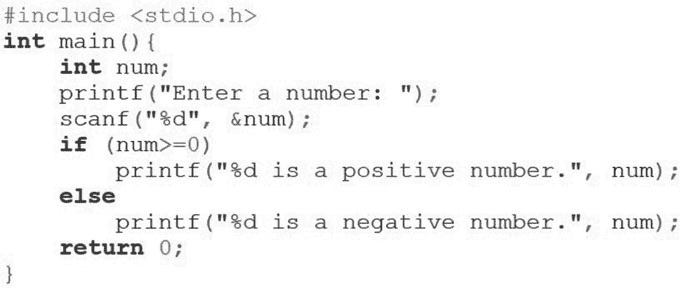 #include <stdio.h>
int main(){
    int num;
    printf("Enter a number: ");
    scanf("%d", &num);
    if (num>=0)
        printf("%d is a positive number.", num);
    else
        printf("%d is a negative number.", num);
    return 0;
}